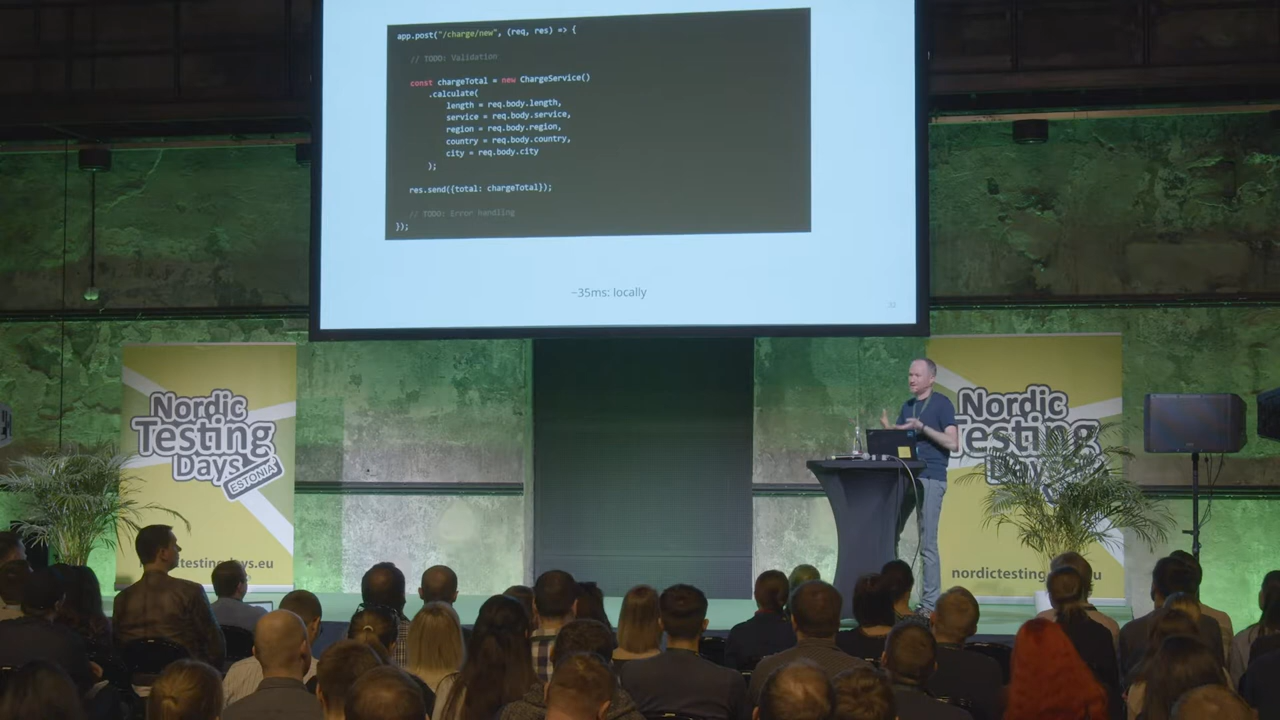 app.post("/charge/new", (req, res) => {
// TODO: Validation
const chargeTotal = new ChargeService()
.calculate(
length = req.body.length,
service = req.body.service,
region = req.body.region,
country = req.body.country,
city = req.body.city
);
res.send({total: chargeTotal});
// TODO: Error handling
});
~35ms: locally
Nordic
Testing
Days
ESTONIA
Nordic
Testing
nordictesting